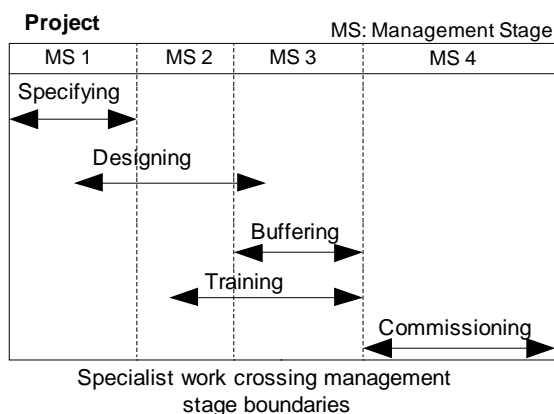 Project
MS: Management Stage
MS 1 MS 2 MS 3 MS 4
Specifying
Designing
Buffering
Training
Commissioning
Specialist work crossing management
stage boundaries